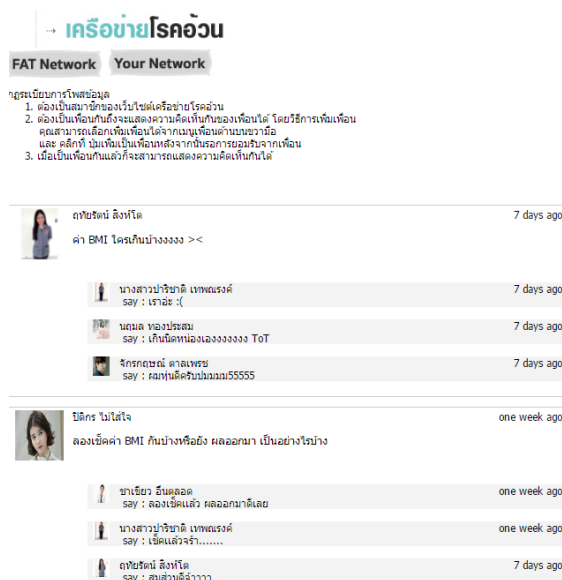 เครือข่ายโรคอ้วน
FAT Network Your Network
กฎระเบียบการโพสข้อมูล
1. ต้องเป็นสมาชิกของเว็บไซต์เครือข่ายโรคอ้วน
2. ต้องเป็นเพื่อนกันถึงจะแสดงความคิดเห็นกันของเพื่อนได้ โดยวิธีการเพิ่มเพื่อน
คุณสามารถเลือกเพิ่มเพื่อนได้จากเมนูเพื่อนด้านบนขวามือ
และ คลิกที่ ปุ่มเพิ่มเป็นเพื่อนหลังจากนั้นรอการยอมรับจากเพื่อน
3. เมื่อเป็นเพื่อนกันแล้วก็จะสามารถแสดงความคิดเห็นกันได้
ฤทัยรัตน์ สิงห์โต 7 days ago
ค่า BMI ใครเกินบ้างงงงง ><
นางสาวปาริชาติ เทพณรงค์ 7 days ago
say : เราอ่ะ :(
นฤมล ทองประสม 7 days ago
say : เกินนิดหน่องเองงงงงงง ToT
จักรกฤษณ์ ตาลเพรช 7 days ago
say : ผมหุ่นดีครับปมมมม55555
ปิติกร ไม่ใส่ใจ one week ago
ลองเช็คค่า BMI กันบ้างหรือยัง ผลออกมา เป็นอย่างไรบ้าง
ชาเขียว อื่นตลอด one week ago
say : ลองเช็คแล้ว ผลออกมาดีเลย
นางสาวปาริชาติ เทพณรงค์ one week ago
say : เช็คแล้วจร้า.......
ฤทัยรัตน์ สิงห์โต 7 days ago
say : สมส่วนดีจ้าาาา